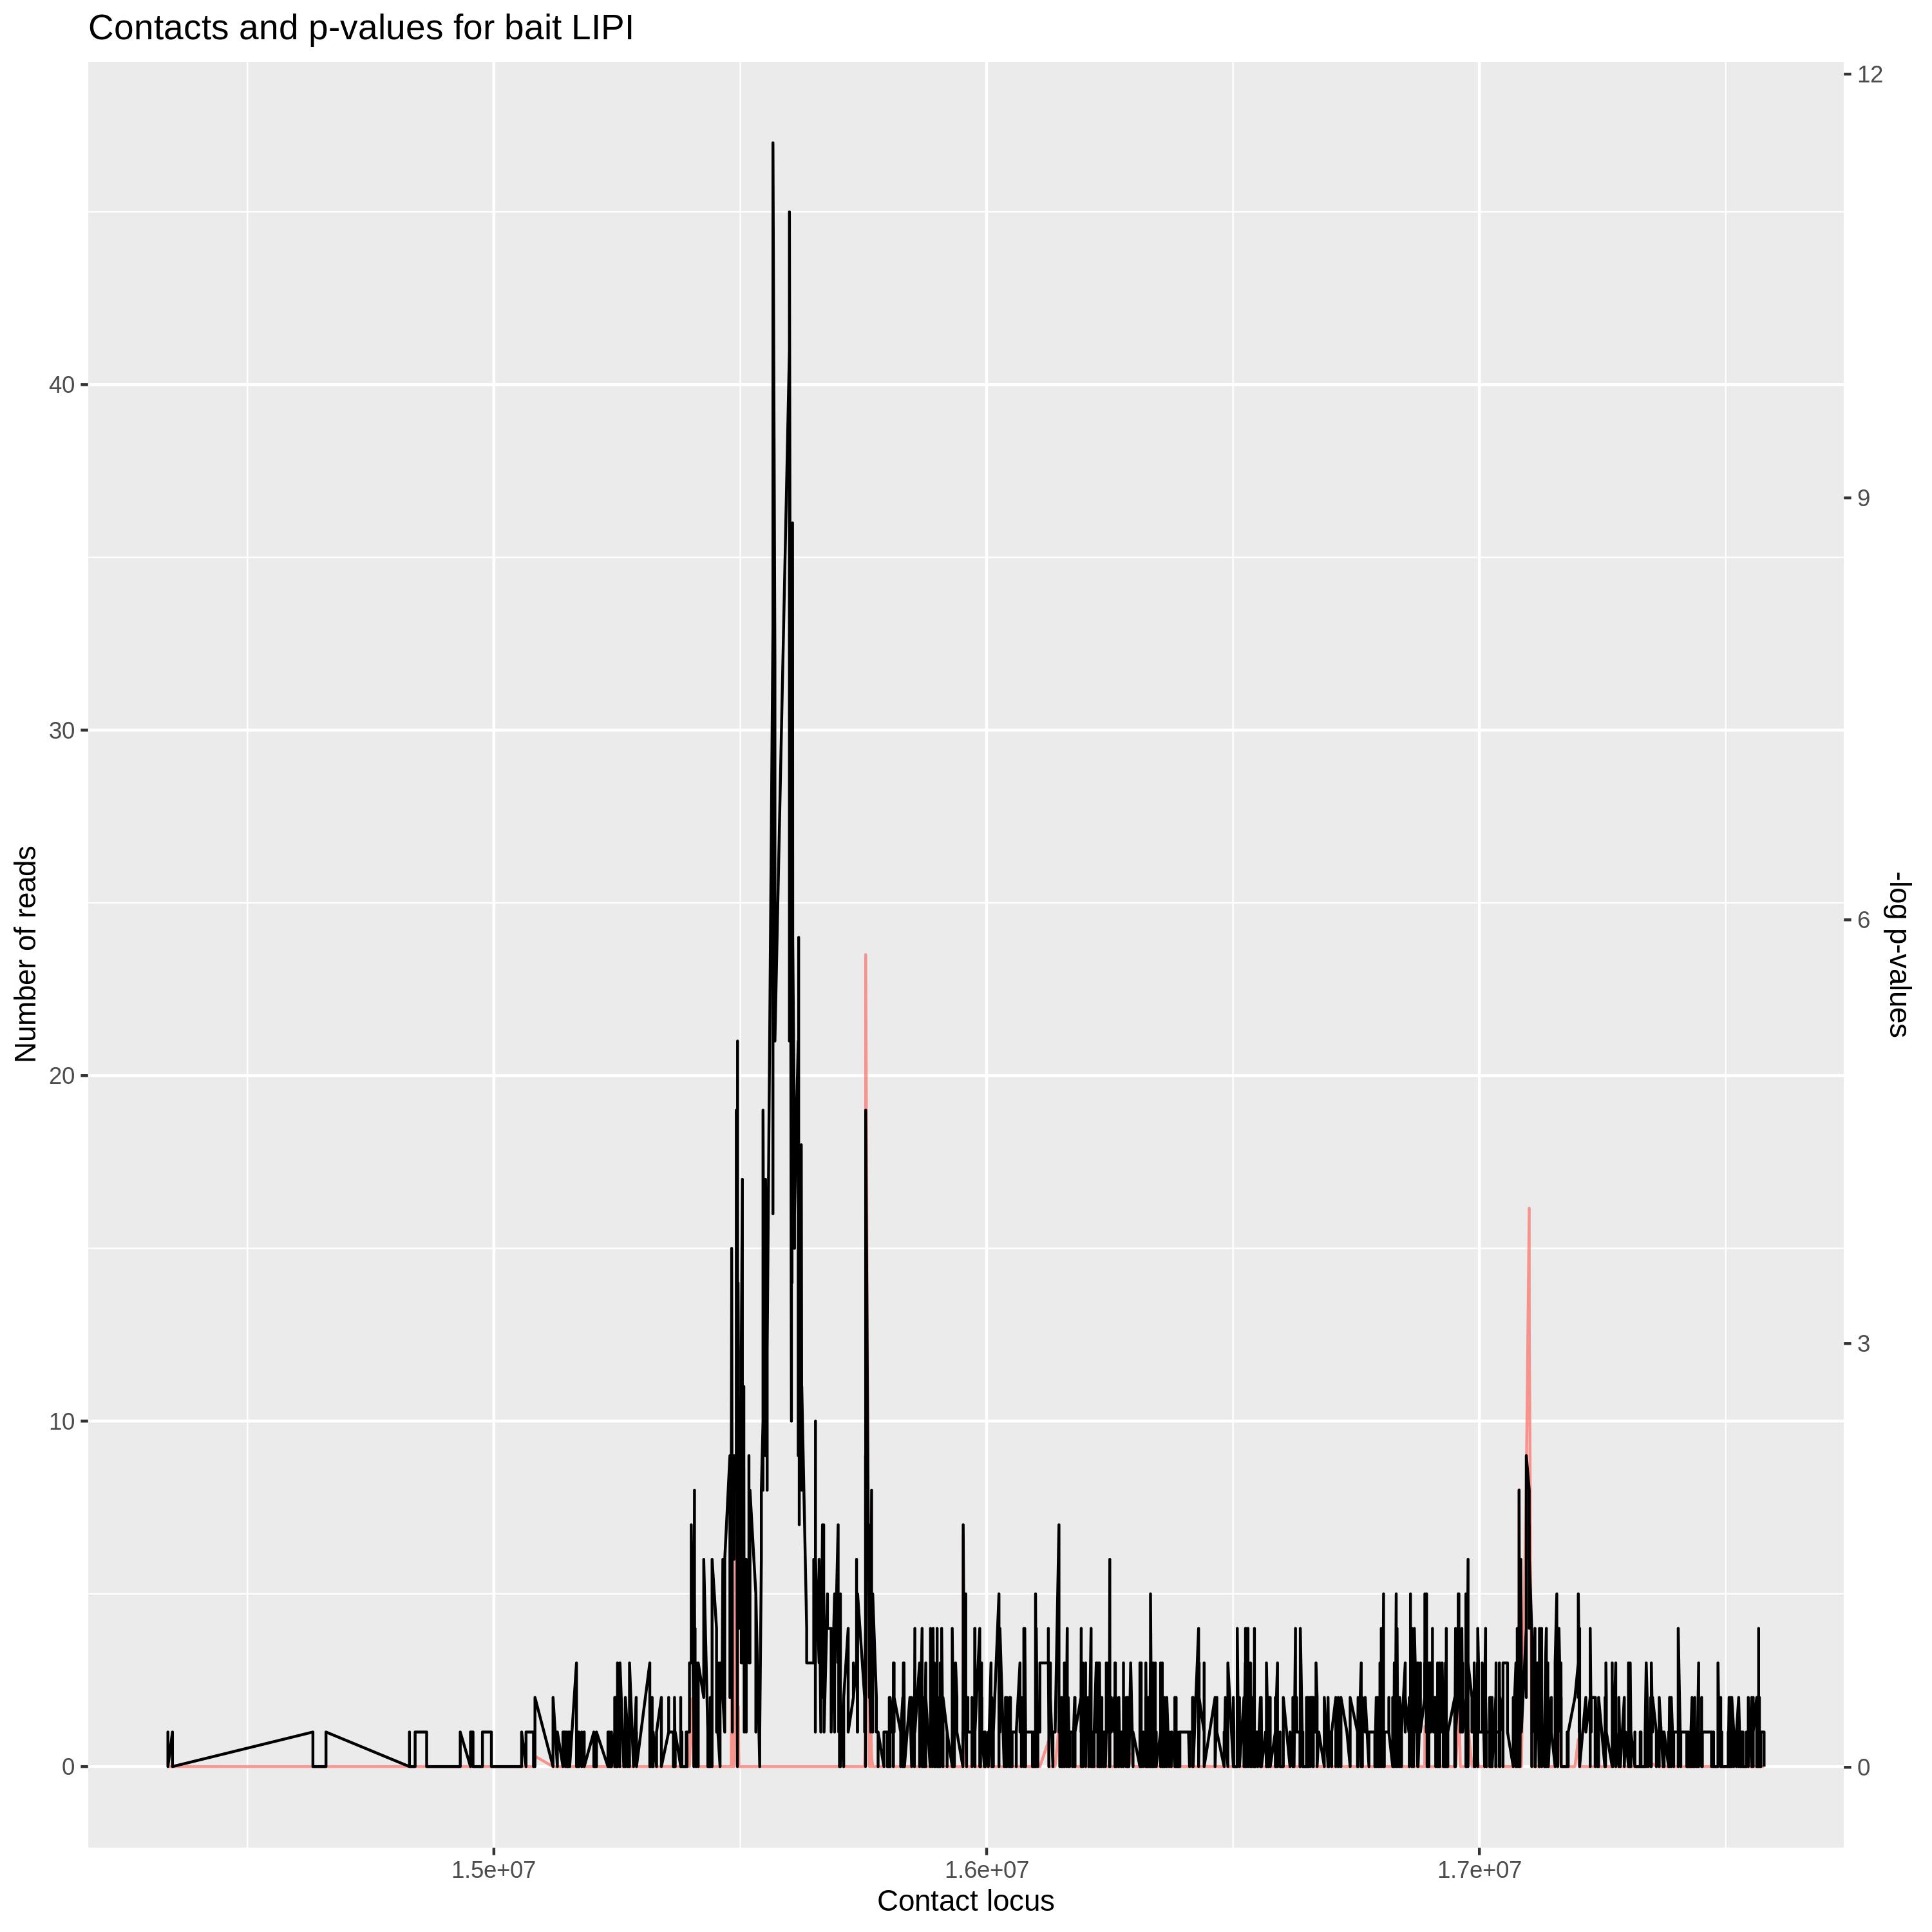 Contacts and p-values for bait LIPI
Number of reads
40
30
20
10
0
12
9
6
3
0
-log p-values
1.5e+07
1.6e+07
1.7e+07
Contact locus